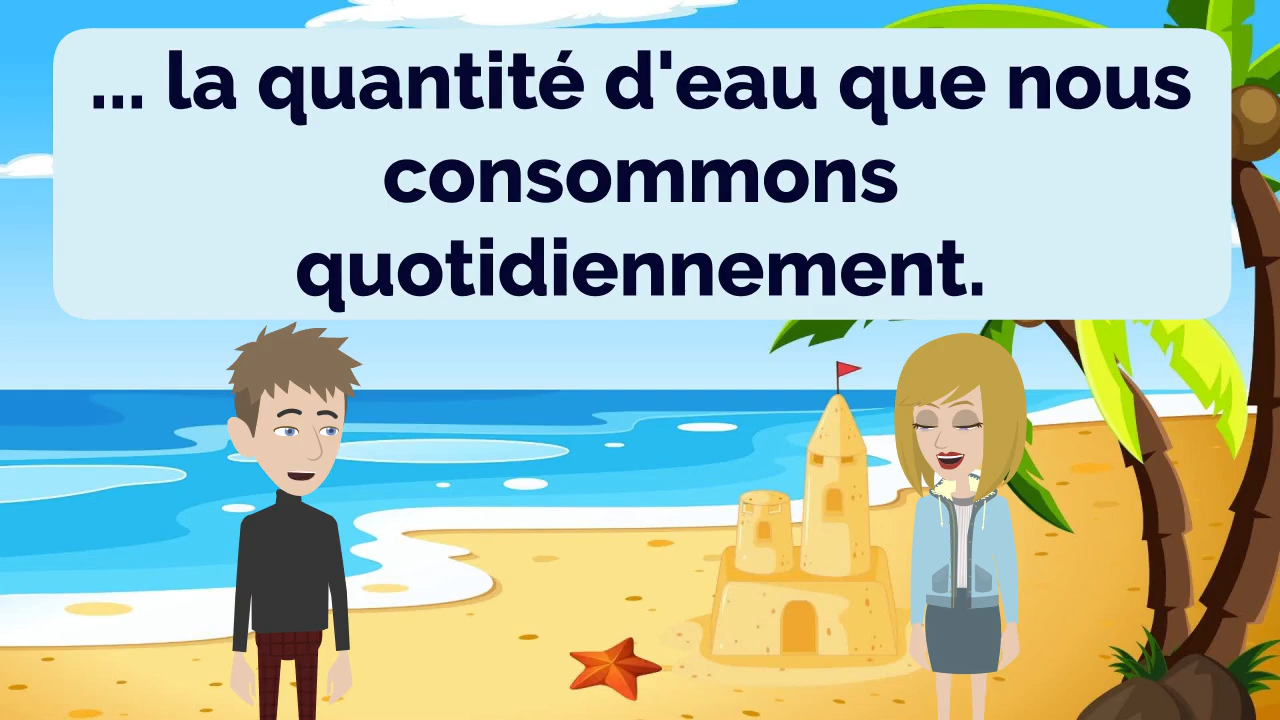 ... la quantité d'eau que nous
consommons
quotidiennement.